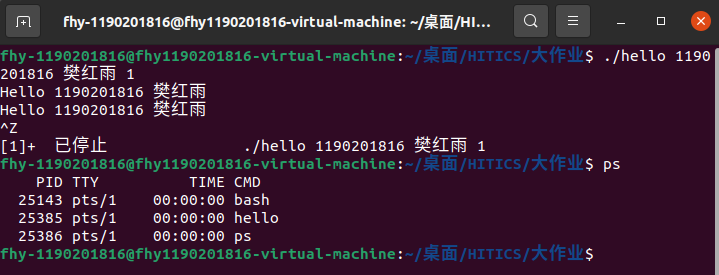 fhy-1190201816@fhy1190201816-virtual-machine: ~/桌面/HI...
fhy-1190201816@fhy1190201816-virtual-machine:~/桌面/HITICS/大作业$ ./hello 1190
201816 樊红雨 1
Hello 1190201816 樊红雨
Hello 1190201816 樊红雨
^Z
[1]+  已停止               ./hello 1190201816 樊红雨 1
fhy-1190201816@fhy1190201816-virtual-machine:~/桌面/HITICS/大作业$ ps
    PID TTY          TIME CMD
  25143 pts/1    00:00:00 bash
  25385 pts/1    00:00:00 hello
  25386 pts/1    00:00:00 ps
fhy-1190201816@fhy1190201816-virtual-machine:~/桌面/HITICS/大作业$